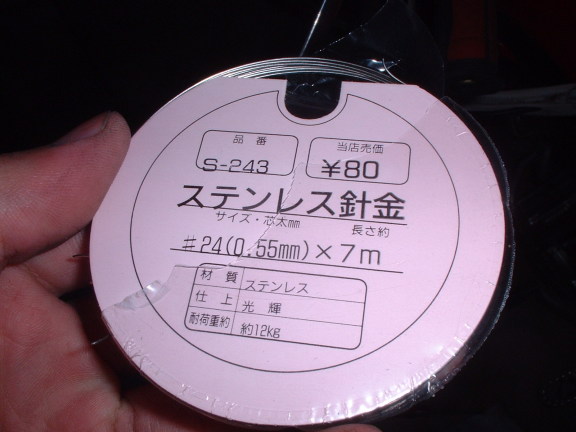 品番
S-243
当店売価
¥80
ステンレス針金
サイズ・芯太mm 長さ約
#24(0.55mm)×7m
材質 ステンレス
仕上 光輝
耐荷重約 約12kg